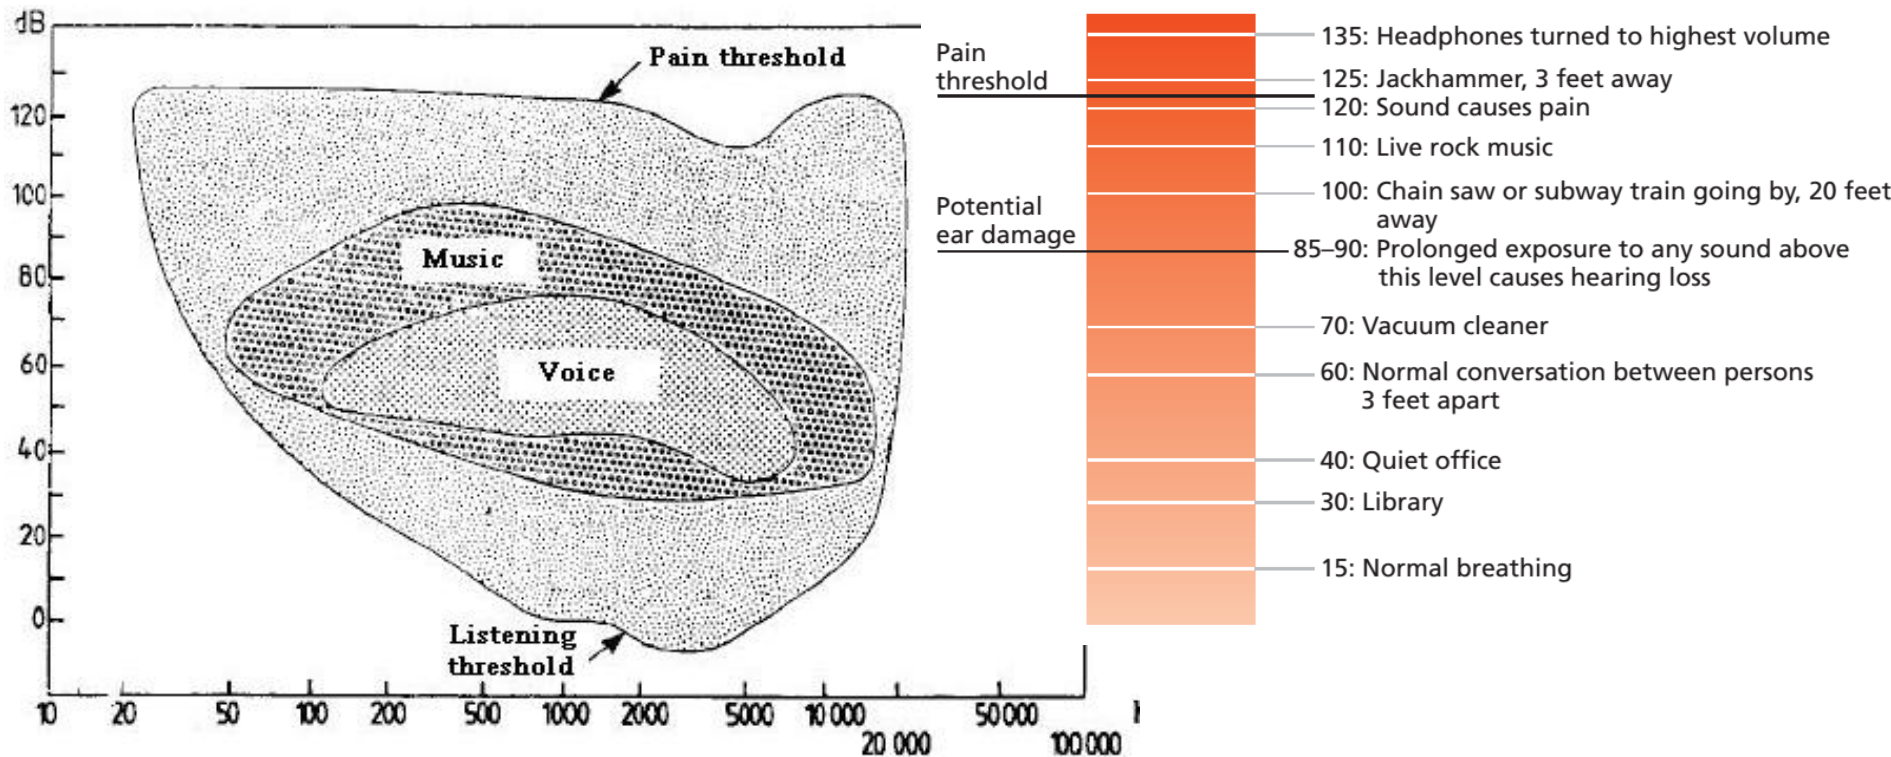 dB
120
100
80
60
40
20
0
Pain threshold
Music
Voice
Listening
threshold
10
20
50
100
200
500
1000
2000
5000
10 000
20 000
50 000
100 000
Pain
threshold
Potential
ear damage
135: Headphones turned to highest volume
125: Jackhammer, 3 feet away
120: Sound causes pain
110: Live rock music
100: Chain saw or subway train going by, 20 feet
away
85–90: Prolonged exposure to any sound above
this level causes hearing loss
70: Vacuum cleaner
60: Normal conversation between persons
3 feet apart
40: Quiet office
30: Library
15: Normal breathing